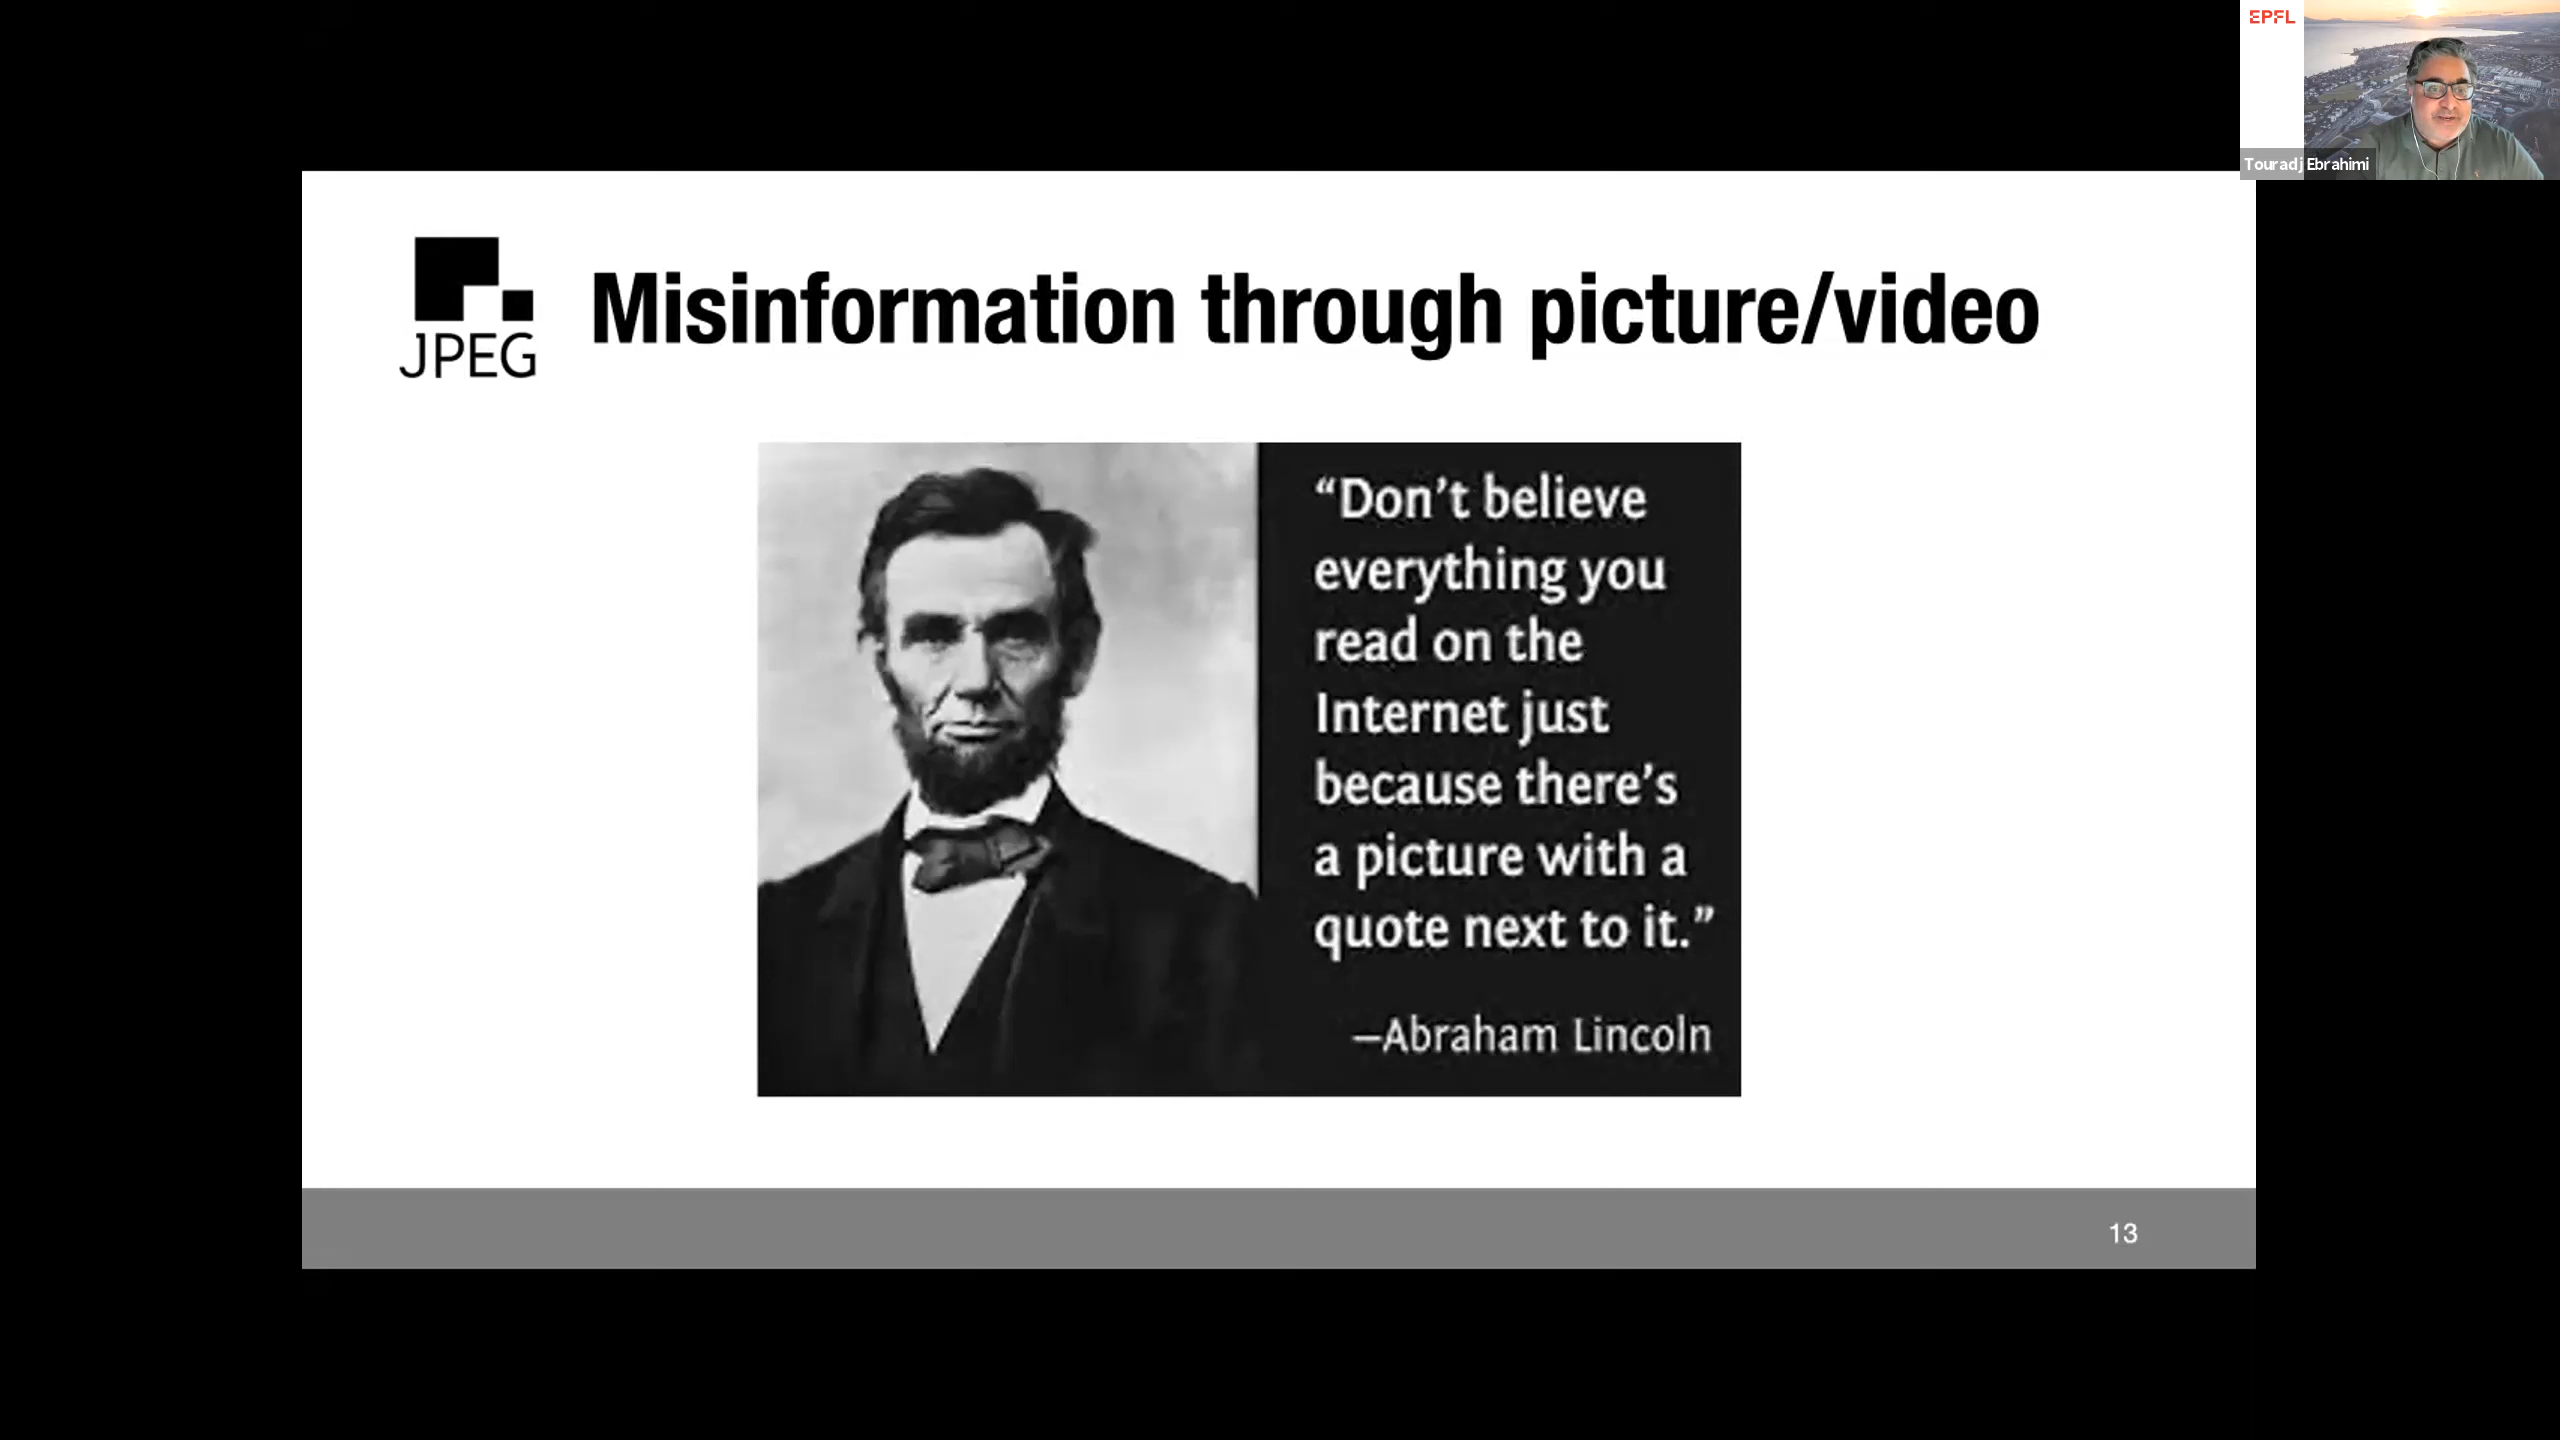 EPFL
Touradj Ebrahimi
JPEG
Misinformation through picture/video
“Don’t believe
everything you
read on the
Internet just
because there’s
a picture with a
quote next to it.”
—Abraham Lincoln
13